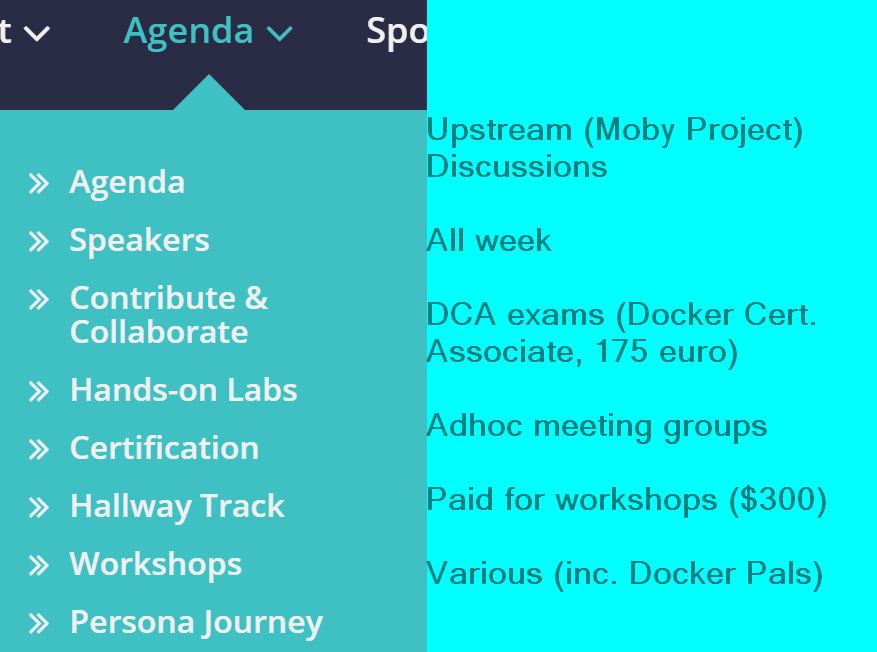 t Agenda Spo
Agenda
Speakers
Contribute &
Collaborate
Hands-on Labs
Certification
Hallway Track
Workshops
Persona Journey
Upstream (Moby Project)
Discussions
All week
DCA exams (Docker Cert.
Associate, 175 euro)
Adhoc meeting groups
Paid for workshops ($300)
Various (inc. Docker Pals)